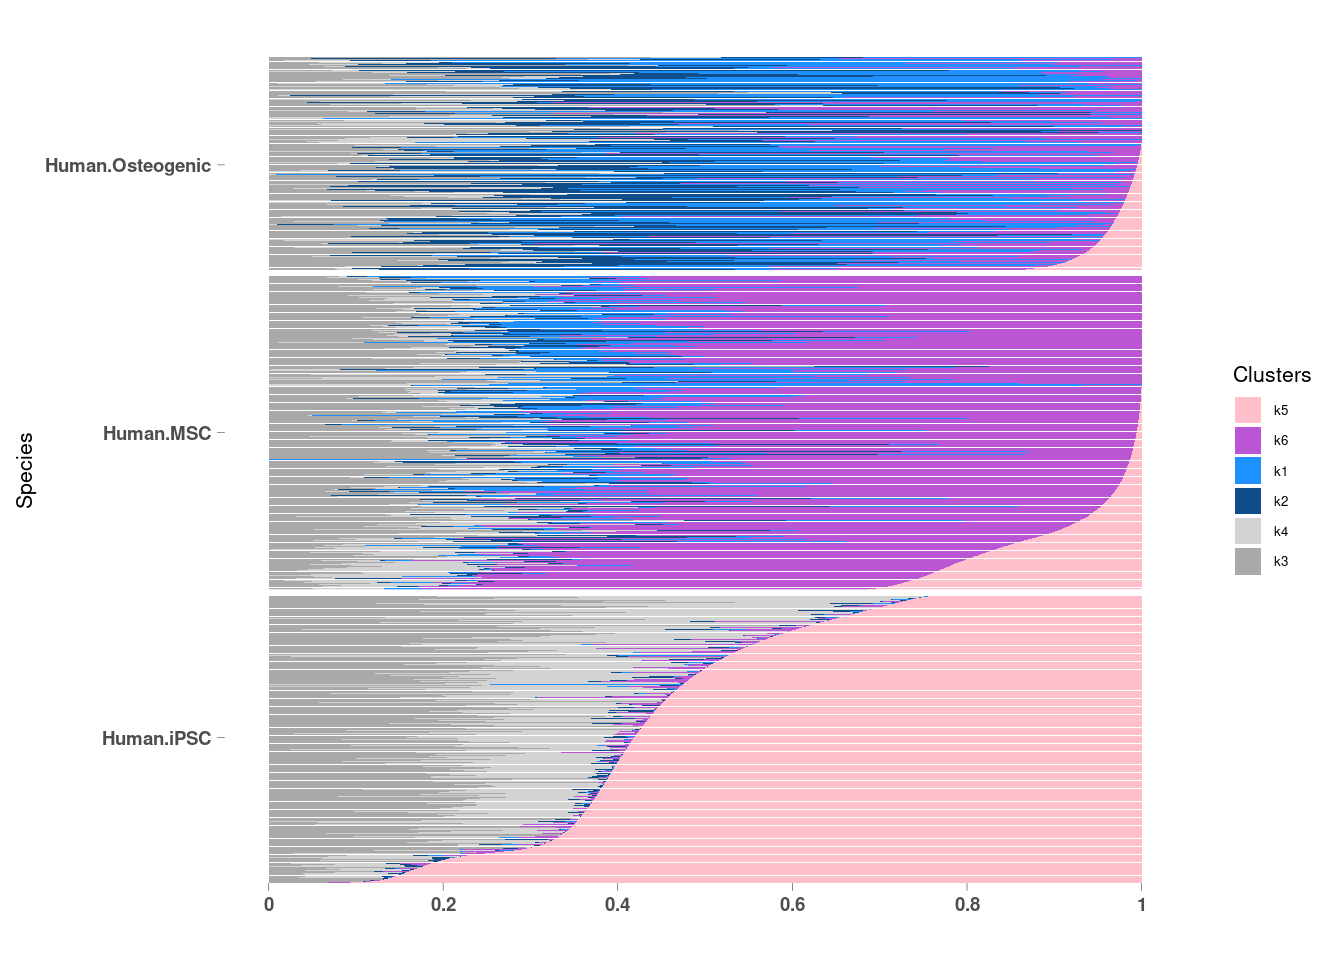 Species
Human.Osteogenic
Human.MSC
Human.iPSC
0
0.2
0.4
0.6
0.8
1
Clusters
k5
k6
k1
k2
k4
k3